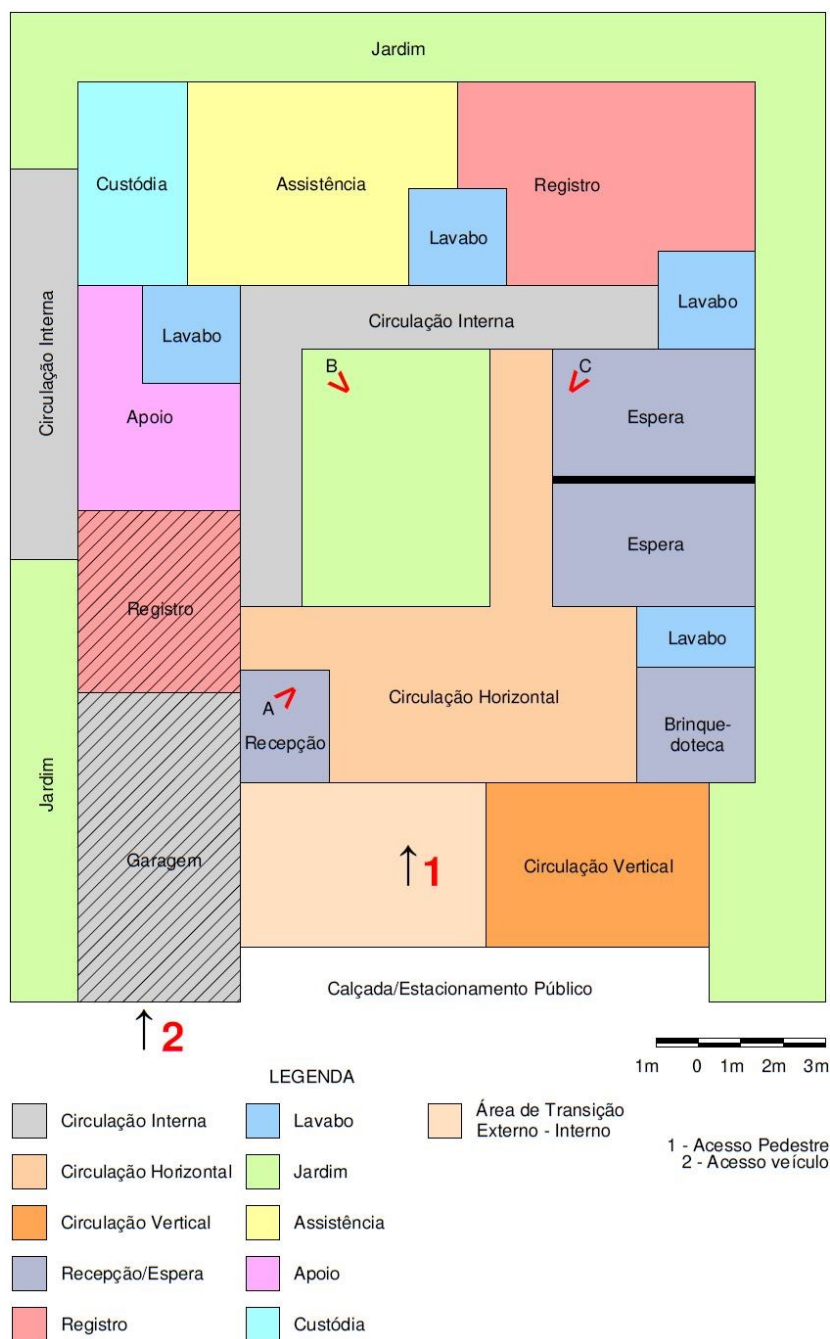 Jardim
Custódia
Assistência
Registro
Lavabo
Lavabo
Circulação Interna
Lavabo
Circulação Interna
B
C
Apoio
Espera
Espera
Registro
Lavabo
Circulação Horizontal
A
Recepção
Brinque-
doteca
Jardim
Garagem
1
Circulação Vertical
Calçada/Estacionamento Público
2
1m 0 1m 2m 3m
LEGENDA
Circulação Interna
Circulação Horizontal
Circulação Vertical
Recepção/Espera
Registro
Lavabo
Jardim
Assistência
Apoio
Custódia
Área de Transição
Externo - Interno
1 - Acesso Pedestre
2 - Acesso veículo